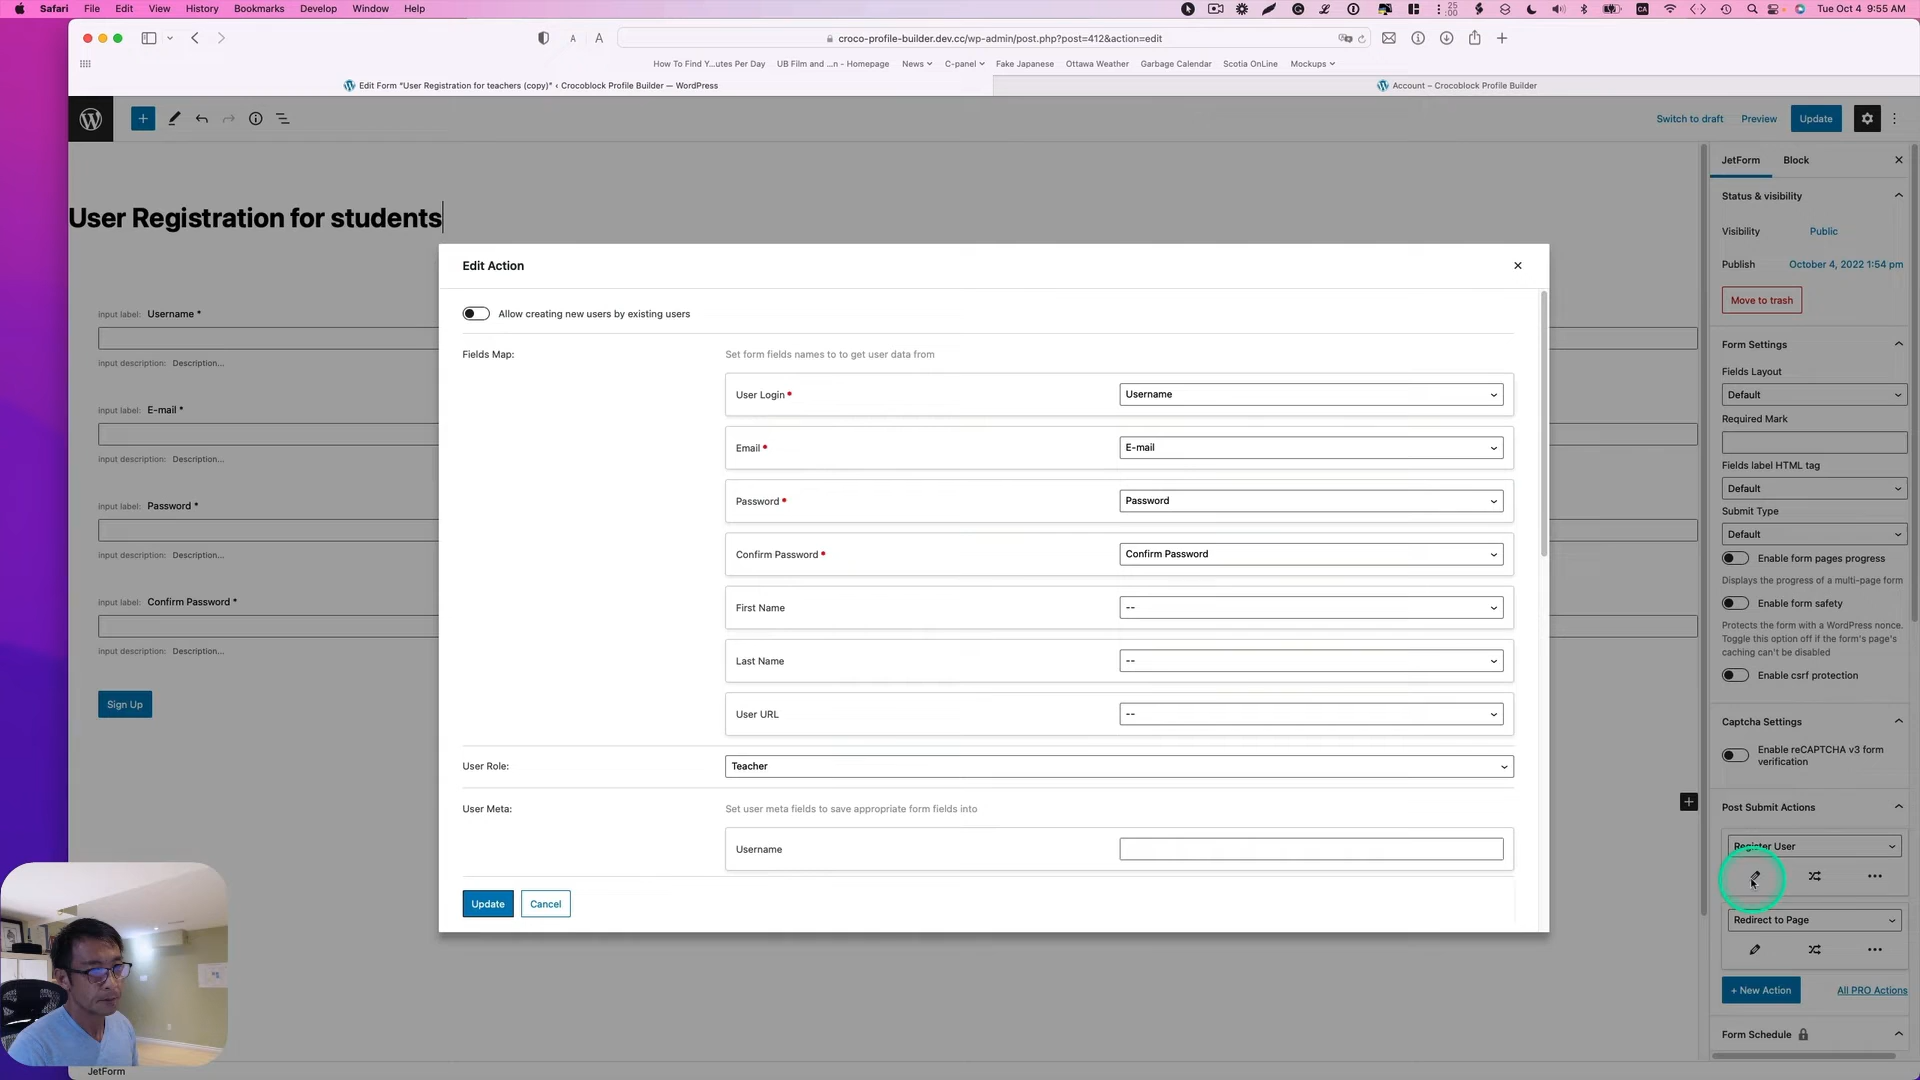 Safari File Edit View History Bookmarks Develop Window Help
25
:00
CA
Tue Oct 4 9:55 AM
A A
croco-profile-builder.dev.cc/wp-admin/post.php?post=412&action=edit
How To Find Y...utes Per Day UB Film and ...n - Homepage News C-panel Fake Japanese Ottawa Weather Garbage Calendar Scotia OnLine Mockups
Edit Form “User Registration for teachers (copy)” ‹ Crocoblock Profile Builder — WordPress
Account – Crocoblock Profile Builder
Switch to draft Preview Update
User Registration for students
input label: Username *
input description: Description...
input label: E-mail *
input description: Description...
input label: Password *
input description: Description...
input label: Confirm Password *
input description: Description...
Sign Up
JetForm
Edit Action
Allow creating new users by existing users
Fields Map:
Set form fields names to to get user data from
User Login * Username
Email * E-mail
Password * Password
Confirm Password * Confirm Password
First Name --
Last Name --
User URL --
User Role: Teacher
User Meta:
Set user meta fields to save appropriate form fields into
Username
Update Cancel
JetForm Block
Status & visibility
Visibility Public
Publish October 4, 2022 1:54 pm
Move to trash
Form Settings
Fields Layout
Default
Required Mark
Fields label HTML tag
Default
Submit Type
Default
Enable form pages progress
Displays the progress of a multi-page form
Enable form safety
Protects the form with a WordPress nonce.
Toggle this option off if the form's page's
caching can't be disabled
Enable csrf protection
Captcha Settings
Enable reCAPTCHA v3 form
verification
Post Submit Actions
Register User
Redirect to Page
+ New Action All PRO Actions
Form Schedule